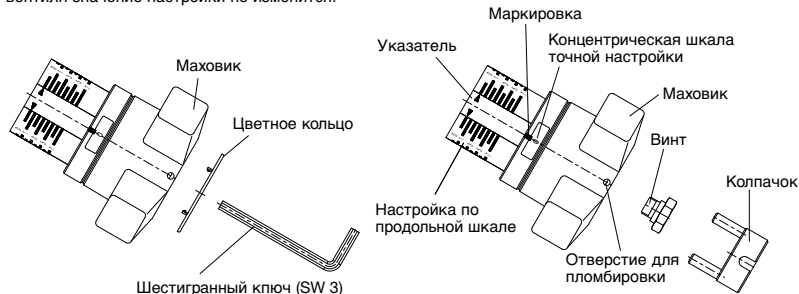 Маховик
Цветное кольцо
Шестигранный ключ (SW 3)
Маркировка
Указатель
Концентрическая шкала
точной настройки
Маховик
Винт
Колпачок
Настройка по
продольной шкале
Отверстие для
пломбировки